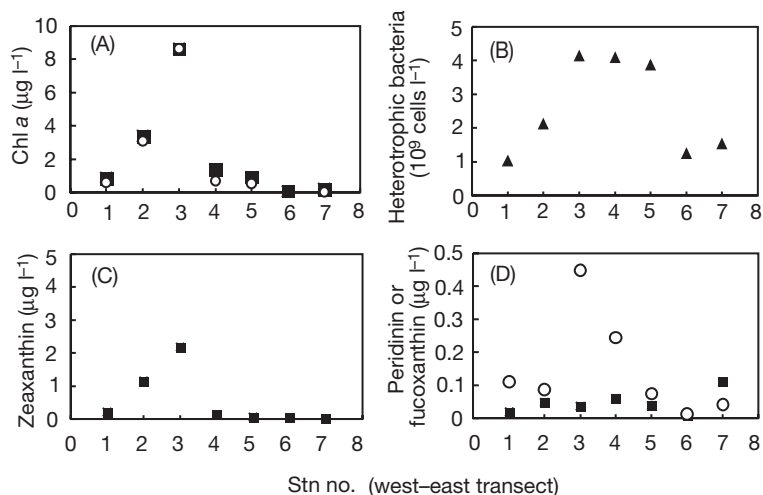 (A)
Chl a (μg l⁻¹)
10
8
6
4
2
0
0 1 2 3 4 5 6 7 8
(B)
Heterotrophic bacteria
(10⁹ cells l⁻¹)
5
4
3
2
1
0
0 1 2 3 4 5 6 7 8
(C)
Zeaxanthin (μg l⁻¹)
5
4
3
2
1
0
0 1 2 3 4 5 6 7 8
(D)
Peridinin or
fucoxanthin (μg l⁻¹)
0.5
0.4
0.3
0.2
0.1
0
0 1 2 3 4 5 6 7 8
Stn no. (west–east transect)